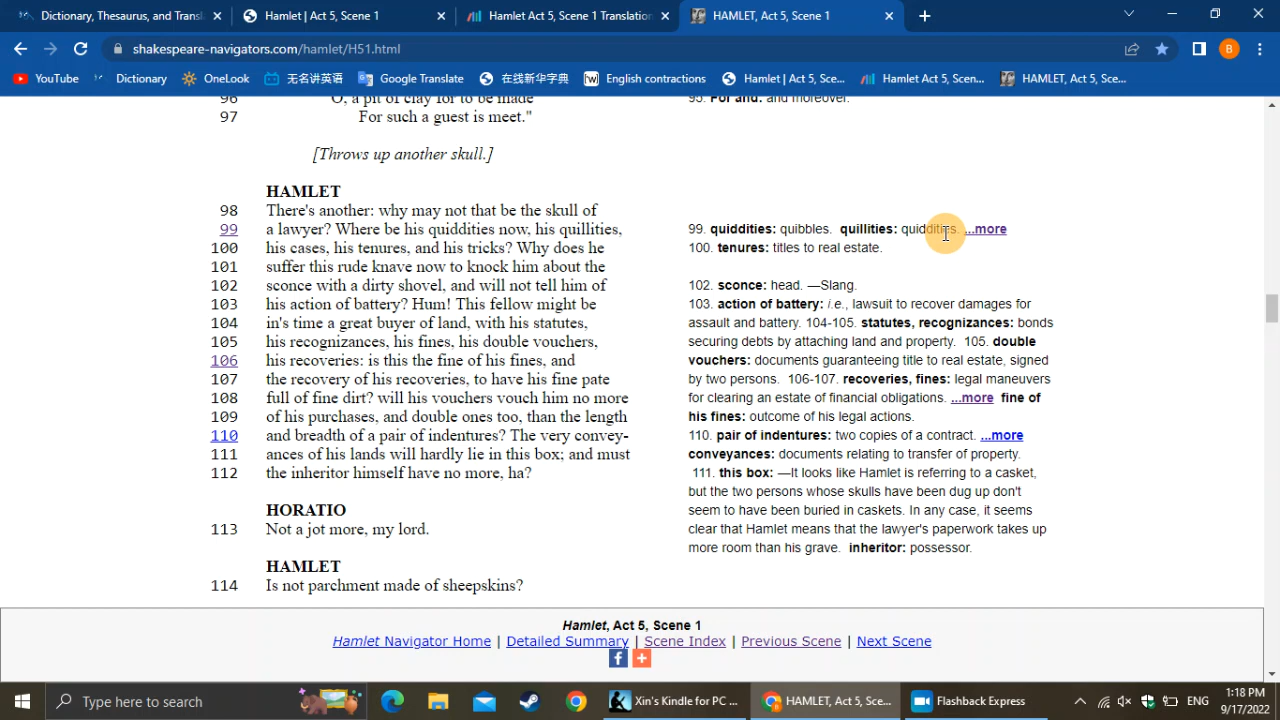 Dictionary, Thesaurus, and Transl
Hamlet | Act 5, Scene 1
Hamlet Act 5, Scene 1 Translation
HAMLET, Act 5, Scene 1
shakespeare-navigators.com/hamlet/H51.html
B
YouTube
Dictionary
OneLook
无名讲英语
Google Translate
在线新华字典
English contractions
Hamlet | Act 5, Sce...
Hamlet Act 5, Scen...
HAMLET, Act 5, Sce...
96 O, a pit of clay for to be made
95. For and: and moreover.
97 For such a guest is meet."
[Throws up another skull.]
HAMLET
98 There's another: why may not that be the skull of
99 a lawyer? Where be his quiddities now, his quillities,
100 his cases, his tenures, and his tricks? Why does he
101 suffer this rude knave now to knock him about the
102 sconce with a dirty shovel, and will not tell him of
103 his action of battery? Hum! This fellow might be
104 in's time a great buyer of land, with his statutes,
105 his recognizances, his fines, his double vouchers,
106 his recoveries: is this the fine of his fines, and
107 the recovery of his recoveries, to have his fine pate
108 full of fine dirt? will his vouchers vouch him no more
109 of his purchases, and double ones too, than the length
110 and breadth of a pair of indentures? The very convey-
111 ances of his lands will hardly lie in this box; and must
112 the inheritor himself have no more, ha?
HORATIO
113 Not a jot more, my lord.
HAMLET
114 Is not parchment made of sheepskins?
99. quiddities: quibbles. quillities: quiddities. ...more
100. tenures: titles to real estate.
102. sconce: head. —Slang.
103. action of battery: i.e., lawsuit to recover damages for
assault and battery. 104-105. statutes, recognizances: bonds
securing debts by attaching land and property. 105. double
vouchers: documents guaranteeing title to real estate, signed
by two persons. 106-107. recoveries, fines: legal maneuvers
for clearing an estate of financial obligations. ...more fine of
his fines: outcome of his legal actions.
110. pair of indentures: two copies of a contract. ...more
conveyances: documents relating to transfer of property.
111. this box: —It looks like Hamlet is referring to a casket,
but the two persons whose skulls have been dug up don't
seem to have been buried in caskets. In any case, it seems
clear that Hamlet means that the lawyer's paperwork takes up
more room than his grave. inheritor: possessor.
Hamlet, Act 5, Scene 1
Hamlet Navigator Home | Detailed Summary | Scene Index | Previous Scene | Next Scene
Type here to search
Xin's Kindle for PC ...
HAMLET, Act 5, Sce...
Flashback Express
ENG
1:18 PM
9/17/2022